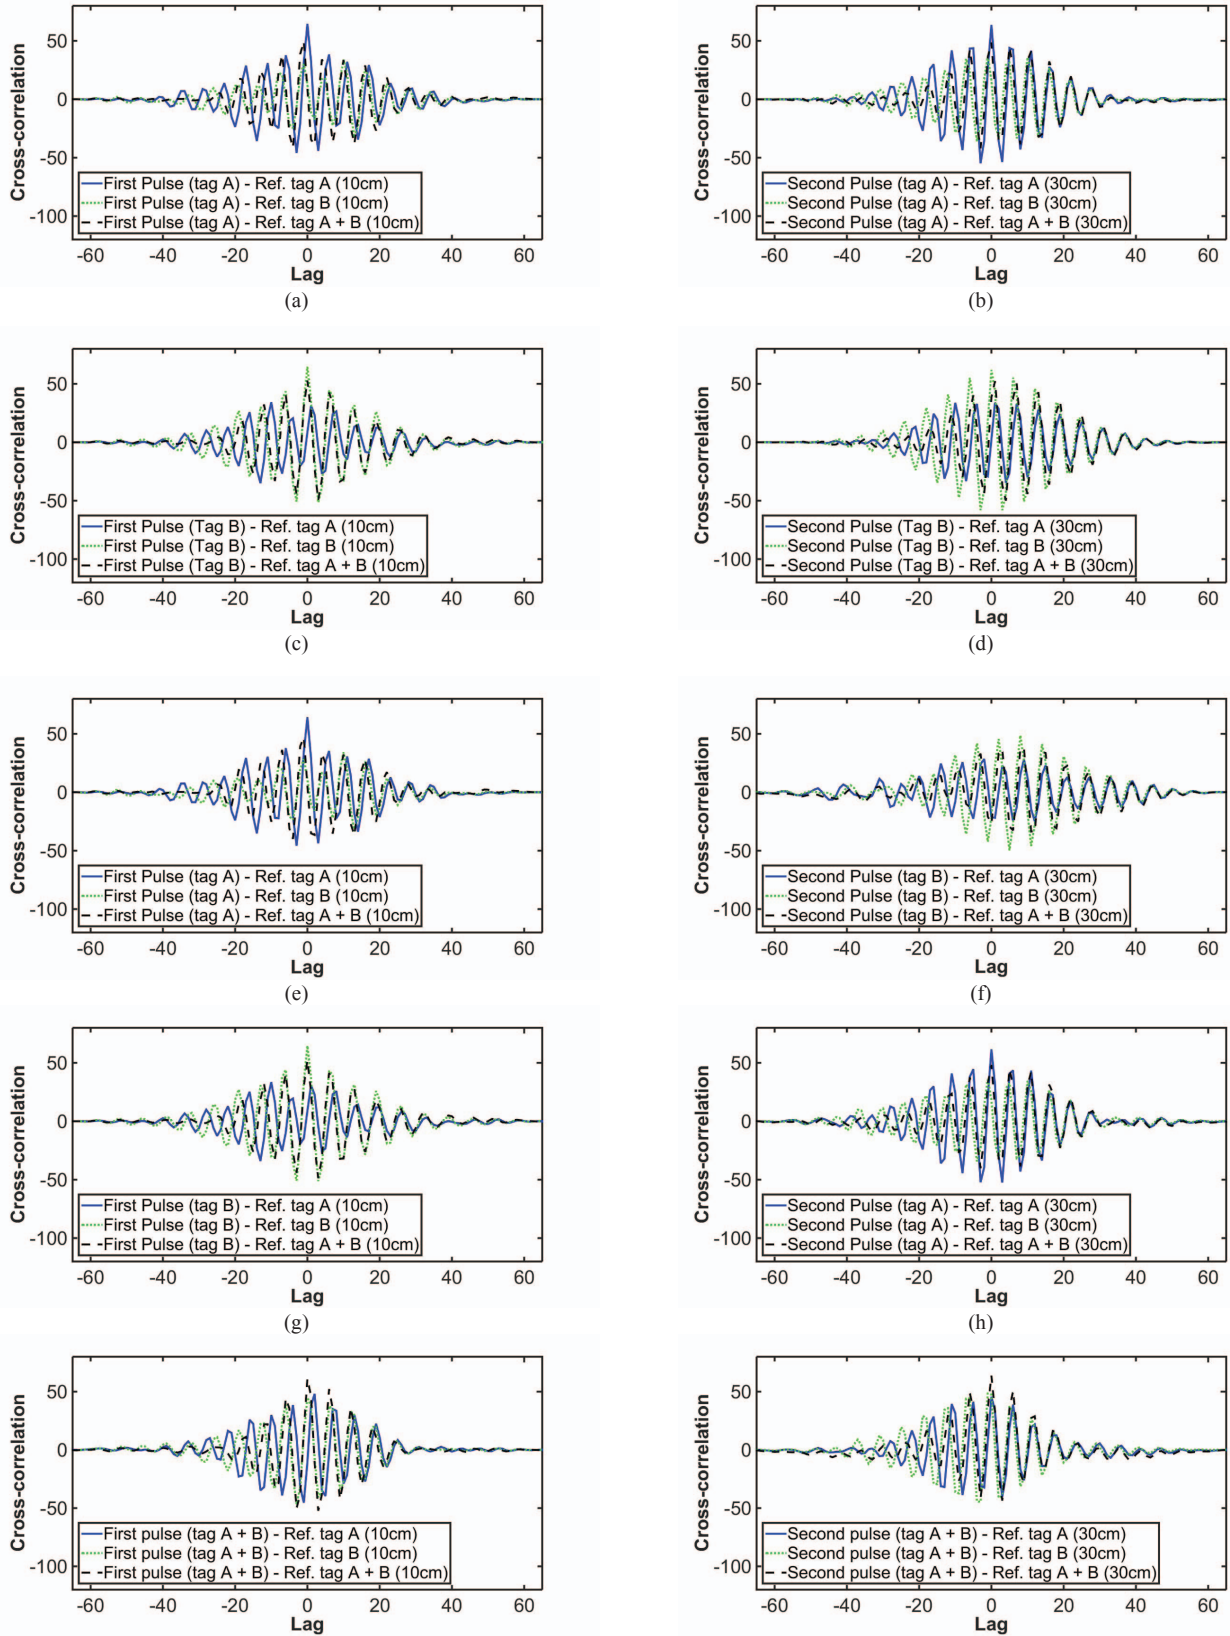 Cross-correlation
50
0
-50
-100
First Pulse (tag A) - Ref. tag A (10cm)
First Pulse (tag A) - Ref. tag B (10cm)
First Pulse (tag A) - Ref. tag A + B (10cm)
-60 -40 -20 0 20 40 60
Lag
(a)
Cross-correlation
50
0
-50
-100
Second Pulse (tag A) - Ref. tag A (30cm)
Second Pulse (tag A) - Ref. tag B (30cm)
Second Pulse (tag A) - Ref. tag A + B (30cm)
-60 -40 -20 0 20 40 60
Lag
(b)
Cross-correlation
50
0
-50
-100
First Pulse (Tag B) - Ref. tag A (10cm)
First Pulse (Tag B) - Ref. tag B (10cm)
First Pulse (Tag B) - Ref. tag A + B (10cm)
-60 -40 -20 0 20 40 60
Lag
(c)
Cross-correlation
50
0
-50
-100
Second Pulse (Tag B) - Ref. tag A (30cm)
Second Pulse (Tag B) - Ref. tag B (30cm)
Second Pulse (Tag B) - Ref. tag A + B (30cm)
-60 -40 -20 0 20 40 60
Lag
(d)
Cross-correlation
50
0
-50
-100
First Pulse (tag A) - Ref. tag A (10cm)
First Pulse (tag A) - Ref. tag B (10cm)
First Pulse (tag A) - Ref. tag A + B (10cm)
-60 -40 -20 0 20 40 60
Lag
(e)
Cross-correlation
50
0
-50
-100
Second Pulse (tag B) - Ref. tag A (30cm)
Second Pulse (tag B) - Ref. tag B (30cm)
Second Pulse (tag B) - Ref. tag A + B (30cm)
-60 -40 -20 0 20 40 60
Lag
(f)
Cross-correlation
50
0
-50
-100
First Pulse (tag B) - Ref. tag A (10cm)
First Pulse (tag B) - Ref. tag B (10cm)
First Pulse (tag B) - Ref. tag A + B (10cm)
-60 -40 -20 0 20 40 60
Lag
(g)
Cross-correlation
50
0
-50
-100
Second Pulse (tag A) - Ref. tag A (30cm)
Second Pulse (tag A) - Ref. tag B (30cm)
Second Pulse (tag A) - Ref. tag A + B (30cm)
-60 -40 -20 0 20 40 60
Lag
(h)
Cross-correlation
50
0
-50
-100
First pulse (tag A + B) - Ref. tag A (10cm)
First pulse (tag A + B) - Ref. tag B (10cm)
First pulse (tag A + B) - Ref. tag A + B (10cm)
-60 -40 -20 0 20 40 60
Lag
Cross-correlation
50
0
-50
-100
Second pulse (tag A + B) - Ref. tag A (30cm)
Second pulse (tag A + B) - Ref. tag B (30cm)
Second pulse (tag A + B) - Ref. tag A + B (30cm)
-60 -40 -20 0 20 40 60
Lag